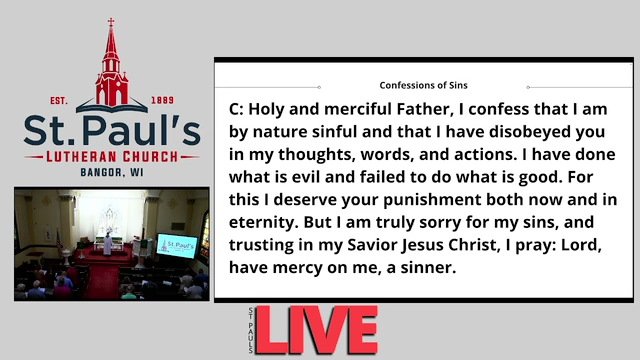 EST. 1889
St. Paul's
LUTHERAN CHURCH
BANGOR, WI
Confessions of Sins
C: Holy and merciful Father, I confess that I am
by nature sinful and that I have disobeyed you
in my thoughts, words, and actions. I have done
what is evil and failed to do what is good. For
this I deserve your punishment both now and in
eternity. But I am truly sorry for my sins, and
trusting in my Savior Jesus Christ, I pray: Lord,
have mercy on me, a sinner.
St. Paul's
ST PAULS
LIVE